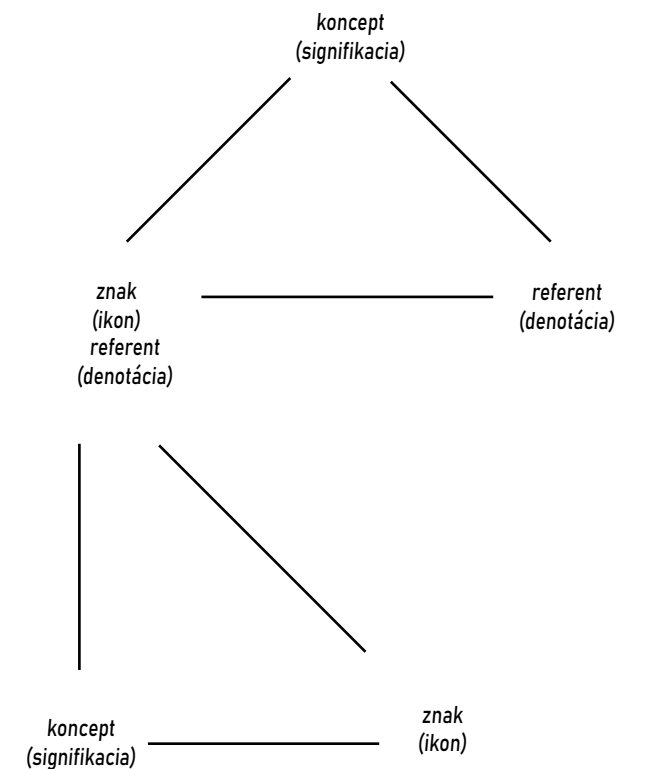 koncept
(signifikacia)
znak
(ikon)
referent
(denotácia)
referent
(denotácia)
koncept
(signifikacia)
znak
(ikon)